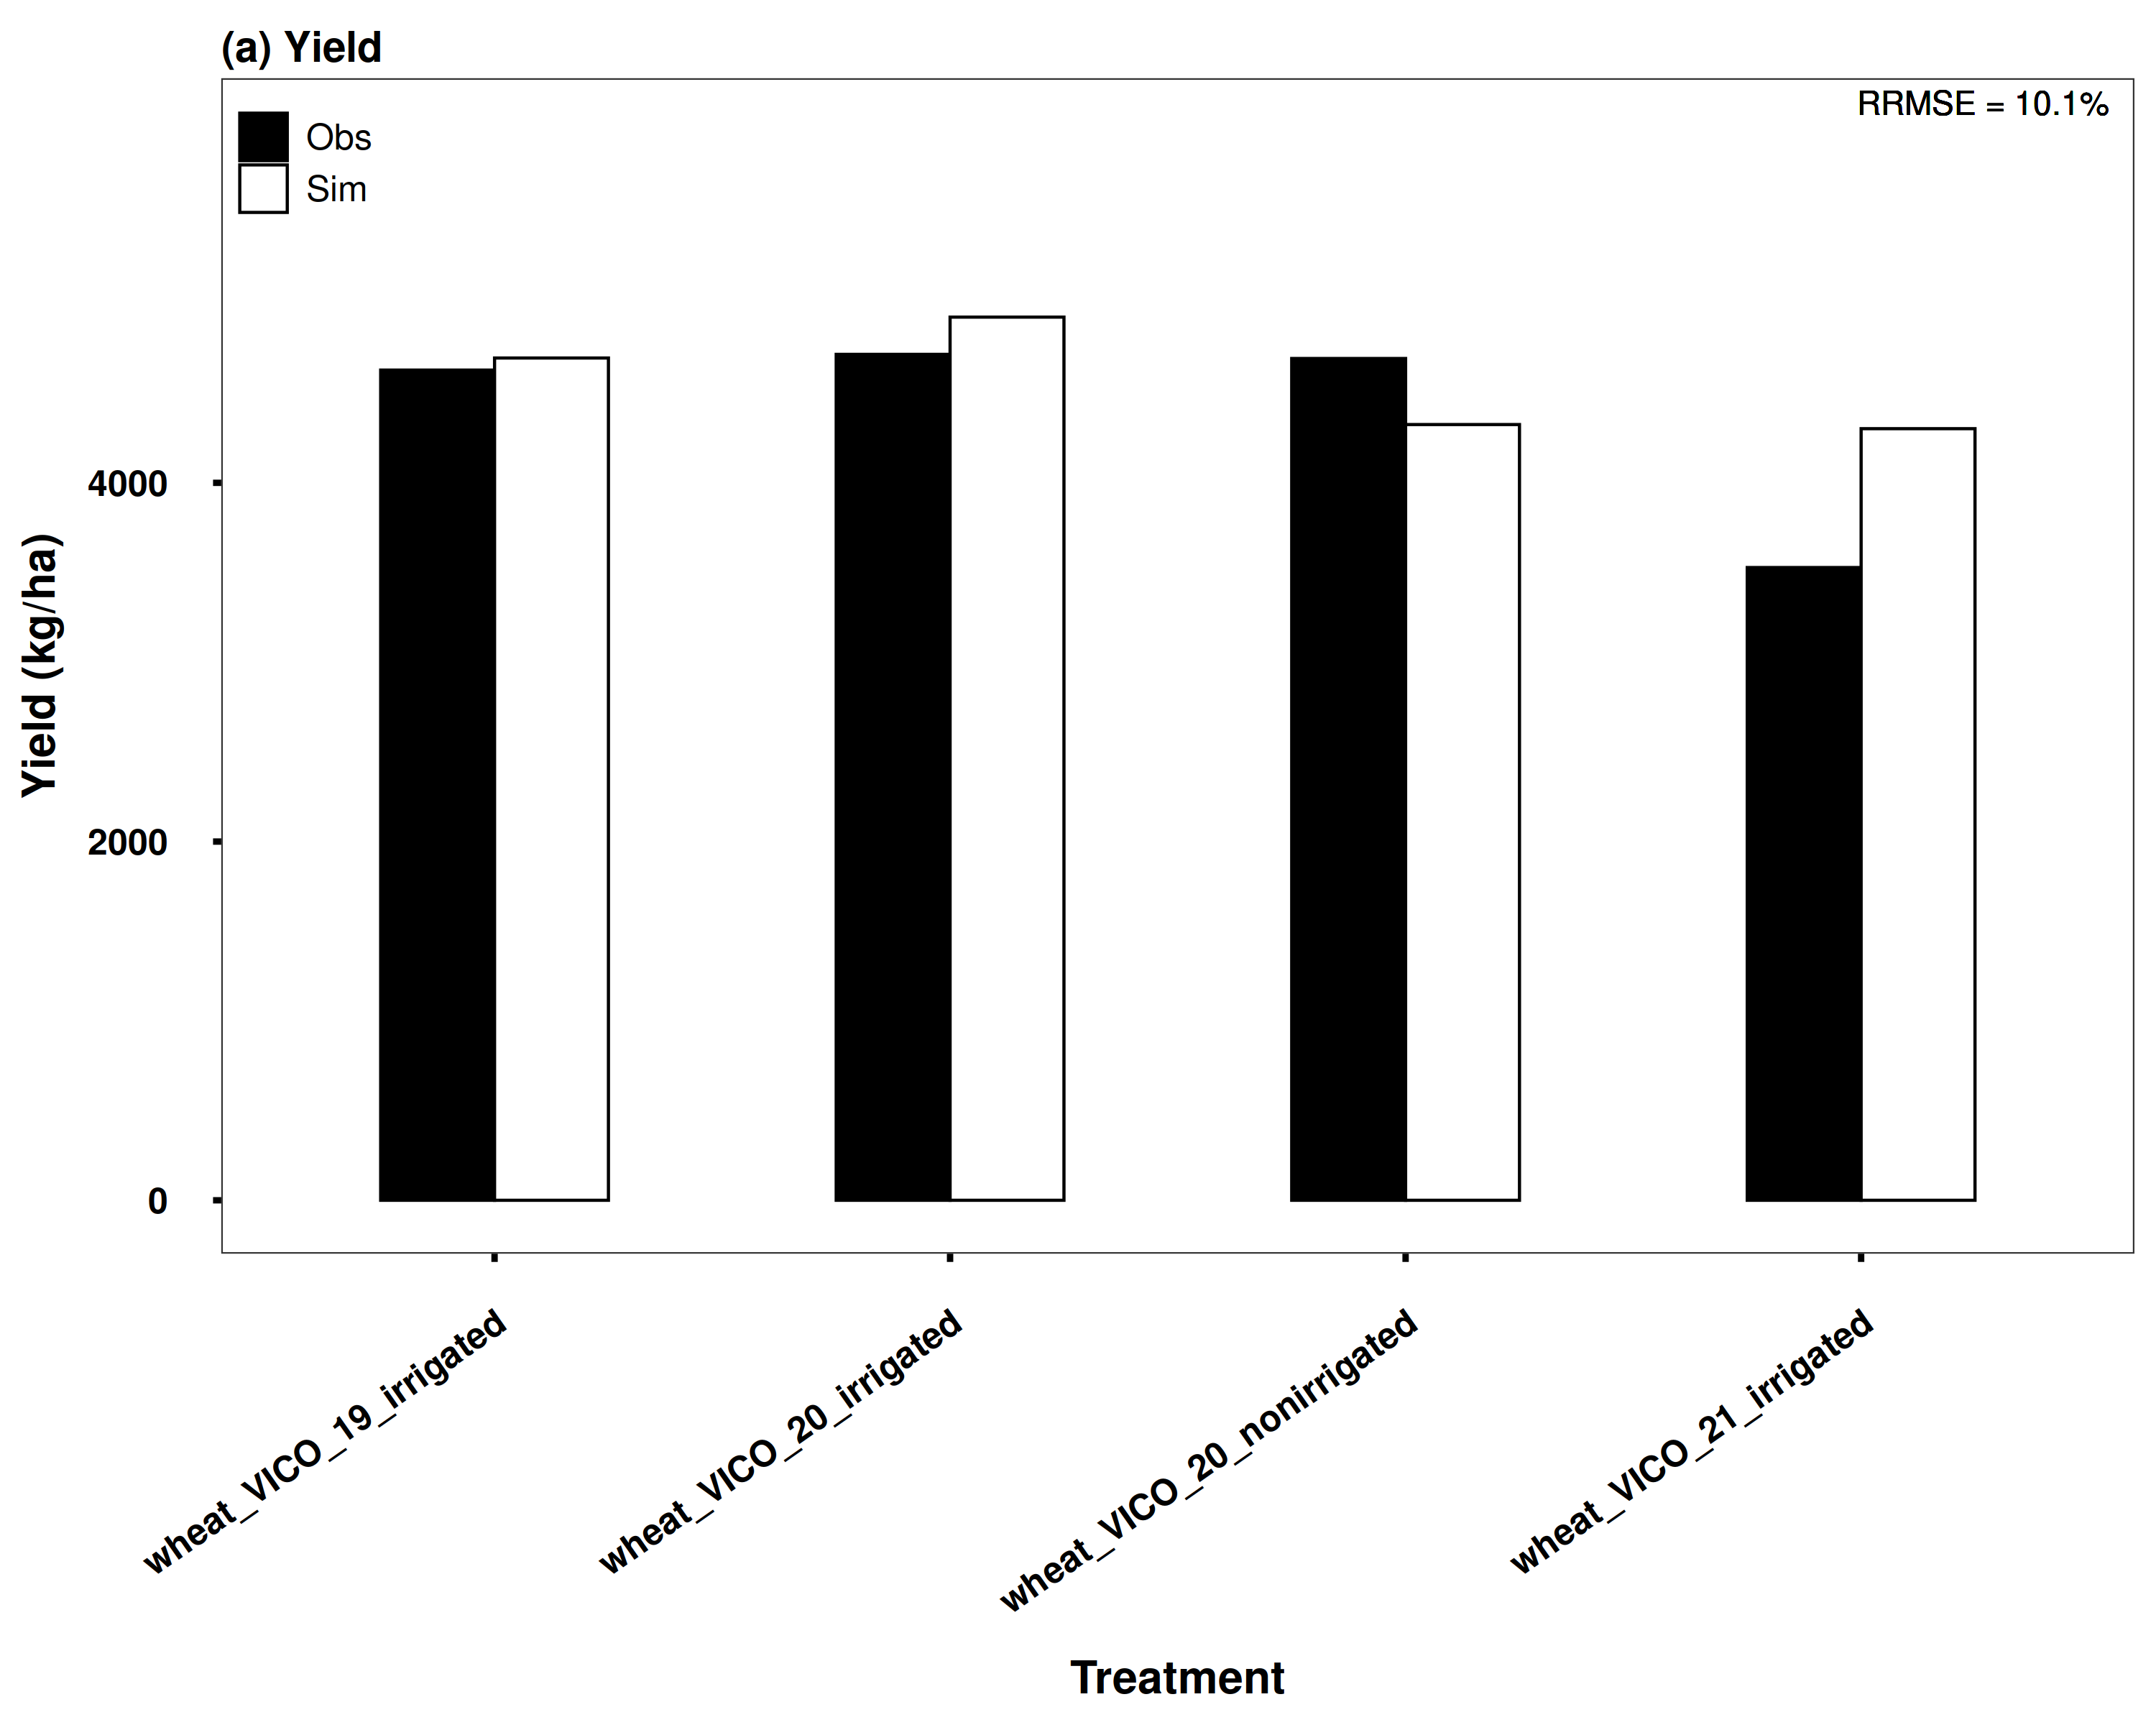 (a) Yield
RRMSE = 10.1%
Obs
Sim
Yield (kg/ha)
4000
2000
0
wheat_VICO_19_irrigated
wheat_VICO_20_irrigated
wheat_VICO_20_nonirrigated
wheat_VICO_21_irrigated
Treatment